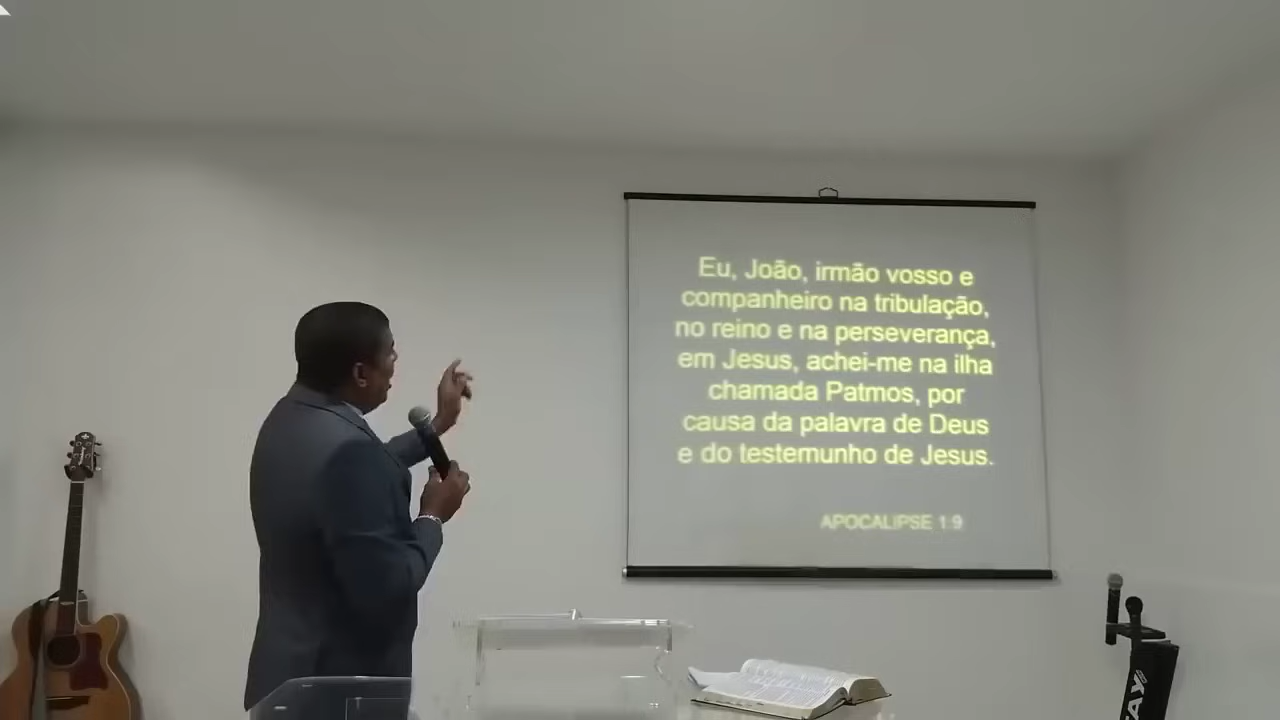 Eu, João, irmão vosso e
companheiro na tribulação,
no reino e na perseverança,
em Jesus, achei-me na ilha
chamada Patmos, por
causa da palavra de Deus
e do testemunho de Jesus.
APOCALIPSE 1:9